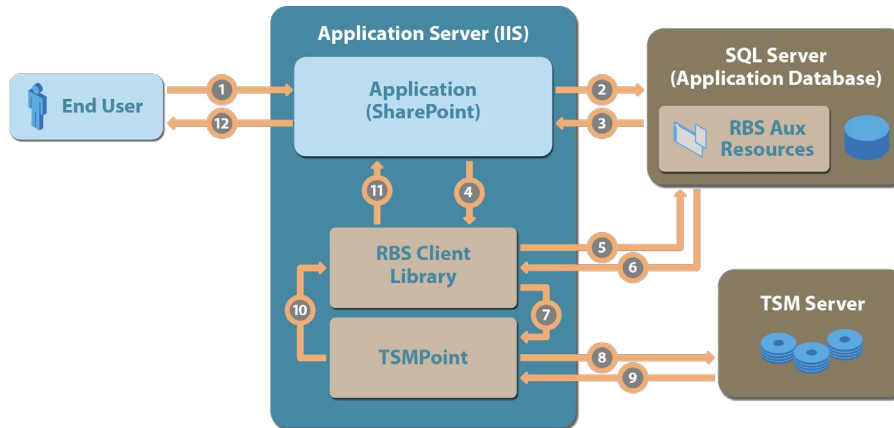 Application Server (IIS)
SQL Server
(Application Database)
Application
(SharePoint)
End User
1
12
2
3
RBS Aux
Resources
11
4
RBS Client
Library
5
6
10
7
TSMPoint
8
9
TSM Server